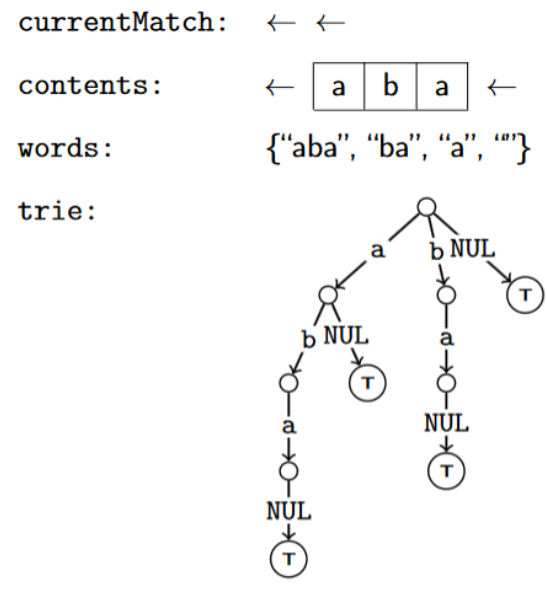 currentMatch: ← ←
contents: ← a b a ←
words: {“aba”, “ba”, “a”, “”}
trie:
a b NUL
T
b NUL a
T
a NUL
T
NUL
T